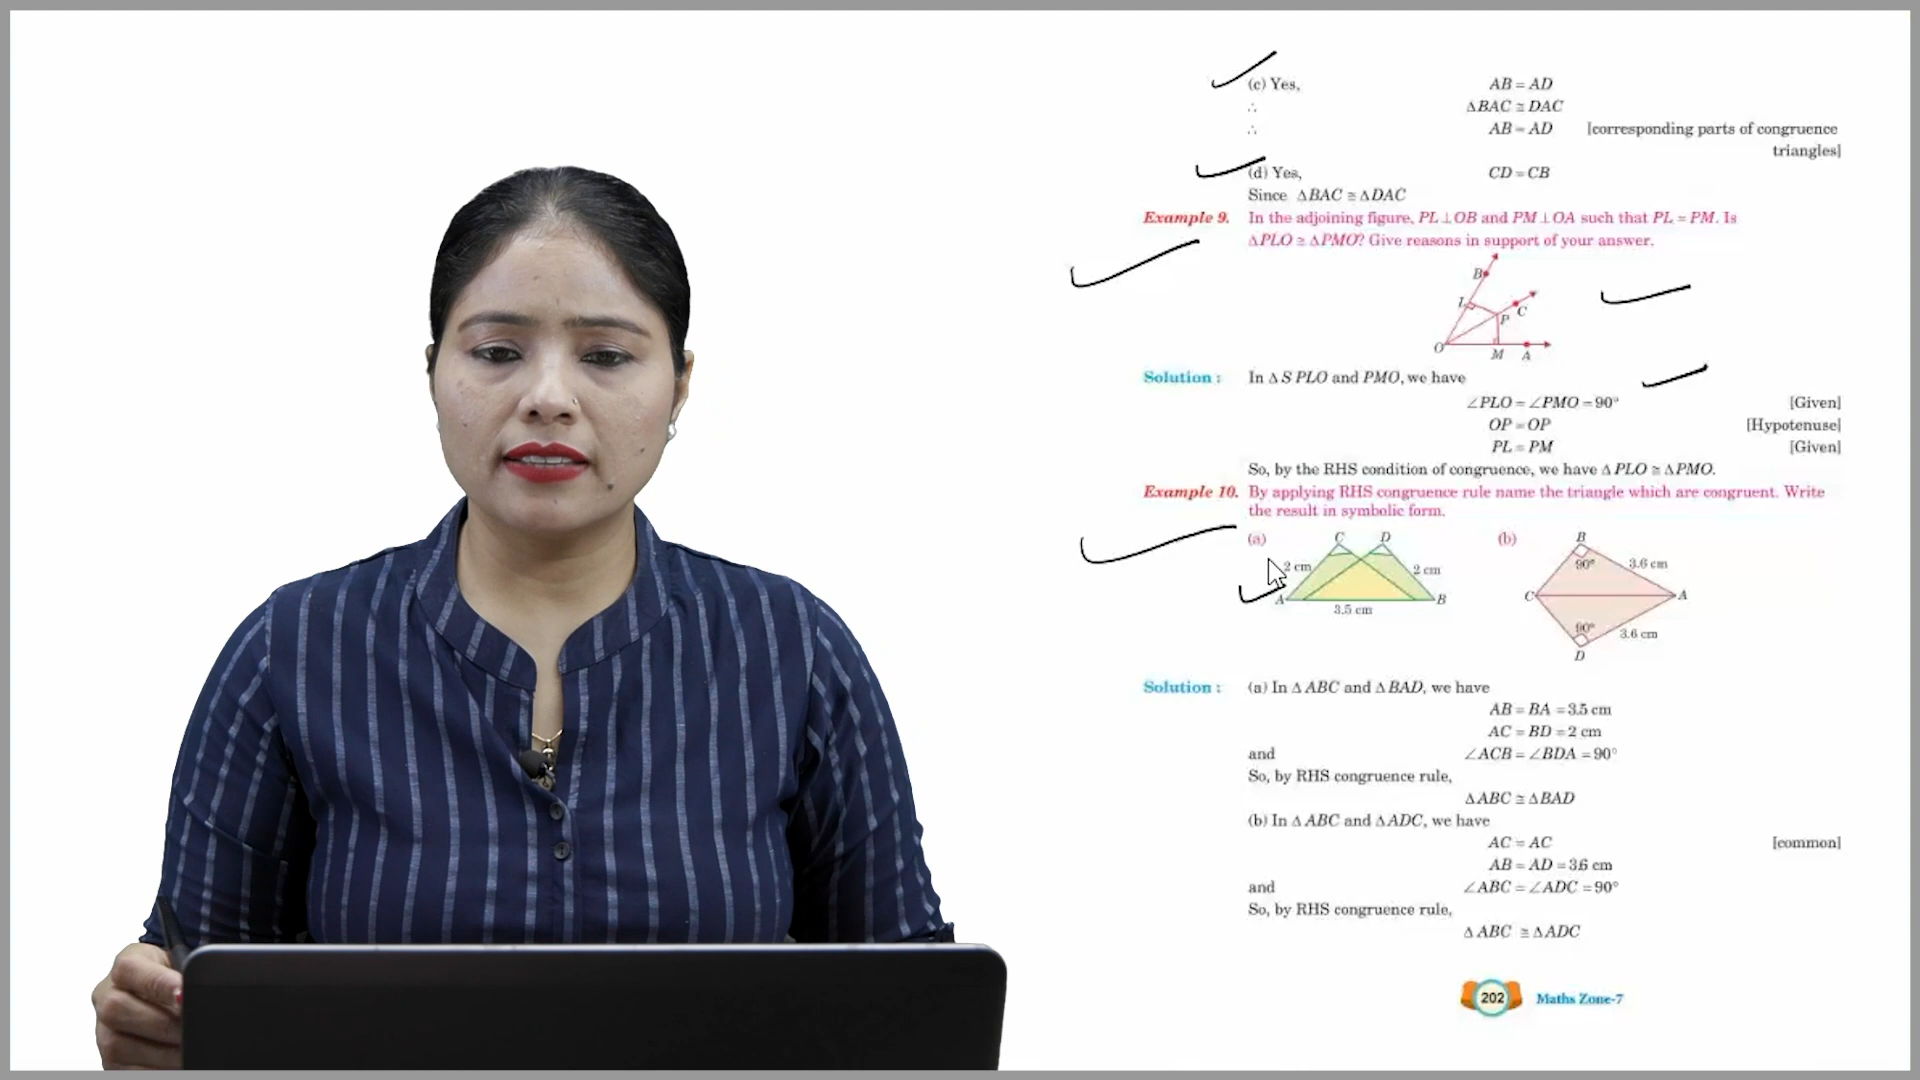 (c) Yes, AB = AD
∴ ΔBAC ≅ DAC
∴ AB = AD [corresponding parts of congruence
triangles]
(d) Yes, CD = CB
Since ΔBAC ≅ ΔDAC
Example 9. In the adjoining figure, PL ⊥ OB and PM ⊥ OA such that PL = PM. Is
ΔPLO ≅ ΔPMO? Give reasons in support of your answer.
B
L
P
C
O
M
A
Solution : In Δ S PLO and PMO, we have
∠PLO = ∠PMO = 90° [Given]
OP = OP [Hypotenuse]
PL = PM [Given]
So, by the RHS condition of congruence, we have Δ PLO ≅ ΔPMO.
Example 10. By applying RHS congruence rule name the triangle which are congruent. Write
the result in symbolic form.
(a)
C D
2 cm 2 cm
A B
3.5 cm
(b)
B
90° 3.6 cm
C A
90° 3.6 cm
D
Solution : (a) In Δ ABC and Δ BAD, we have
AB = BA = 3.5 cm
AC = BD = 2 cm
and ∠ACB = ∠BDA = 90°
So, by RHS congruence rule,
ΔABC ≅ ΔBAD
(b) In Δ ABC and ΔADC, we have
AC = AC [common]
AB = AD = 36 cm
and ∠ABC = ∠ADC = 90°
So, by RHS congruence rule,
Δ ABC ≅ ΔADC
202 Maths Zone-7